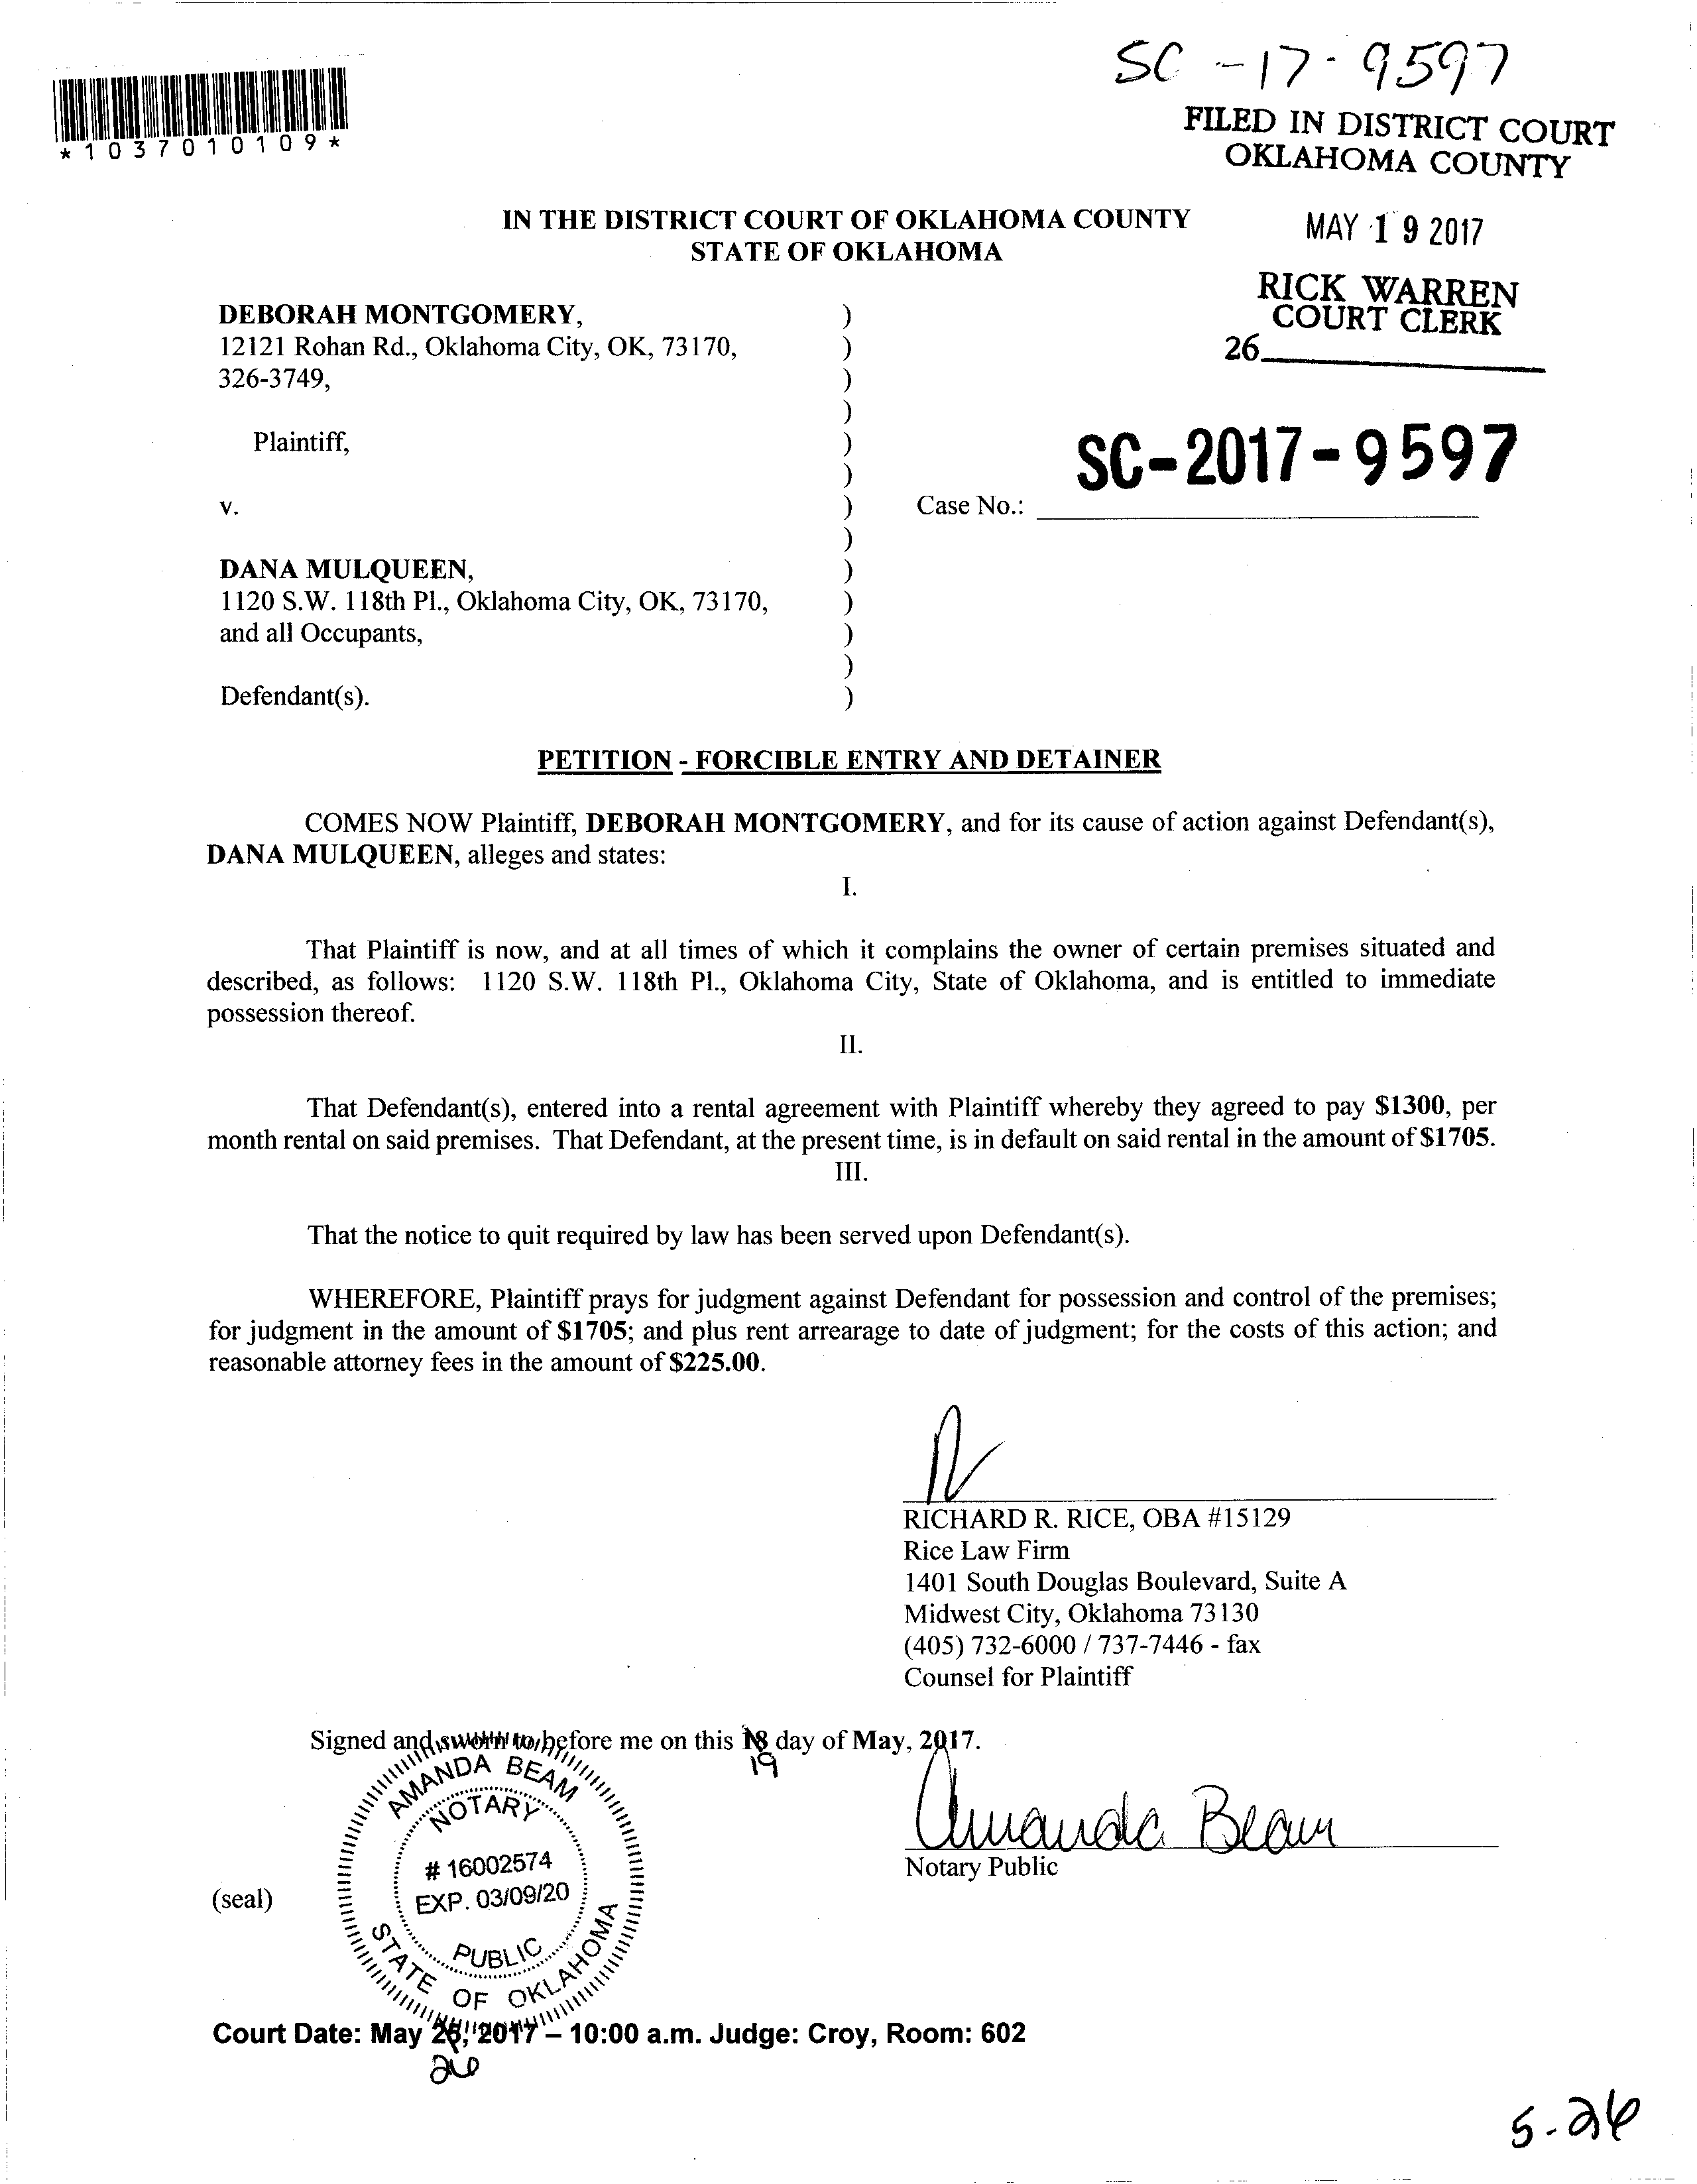 SC -17- 9597
*1037010109*
FILED IN DISTRICT COURT
OKLAHOMA COUNTY
MAY 19 2017
RICK WARREN
COURT CLERK
26
IN THE DISTRICT COURT OF OKLAHOMA COUNTY
STATE OF OKLAHOMA
DEBORAH MONTGOMERY, )
12121 Rohan Rd., Oklahoma City, OK, 73170, )
326-3749, )
)
Plaintiff, )
)
v. ) Case No.: SC-2017-9597
)
DANA MULQUEEN, )
1120 S.W. 118th Pl., Oklahoma City, OK, 73170, )
and all Occupants, )
)
Defendant(s). )
PETITION - FORCIBLE ENTRY AND DETAINER
COMES NOW Plaintiff, DEBORAH MONTGOMERY, and for its cause of action against Defendant(s),
DANA MULQUEEN, alleges and states:
I.
That Plaintiff is now, and at all times of which it complains the owner of certain premises situated and
described, as follows: 1120 S.W. 118th Pl., Oklahoma City, State of Oklahoma, and is entitled to immediate
possession thereof.
II.
That Defendant(s), entered into a rental agreement with Plaintiff whereby they agreed to pay $1300, per
month rental on said premises. That Defendant, at the present time, is in default on said rental in the amount of $1705.
III.
That the notice to quit required by law has been served upon Defendant(s).
WHEREFORE, Plaintiff prays for judgment against Defendant for possession and control of the premises;
for judgment in the amount of $1705; and plus rent arrearage to date of judgment; for the costs of this action; and
reasonable attorney fees in the amount of $225.00.
RICHARD R. RICE, OBA #15129
Rice Law Firm
1401 South Douglas Boulevard, Suite A
Midwest City, Oklahoma 73130
(405) 732-6000 / 737-7446 - fax
Counsel for Plaintiff
Signed and sworn to before me on this 18 day of May, 2017.
19
Amanda Beam
Notary Public
(seal)
AMANDA BEAM
NOTARY
# 16002574
EXP. 03/09/20
PUBLIC
STATE OF OKLAHOMA
Court Date: May 25, 2017 – 10:00 a.m. Judge: Croy, Room: 602
26
5-26